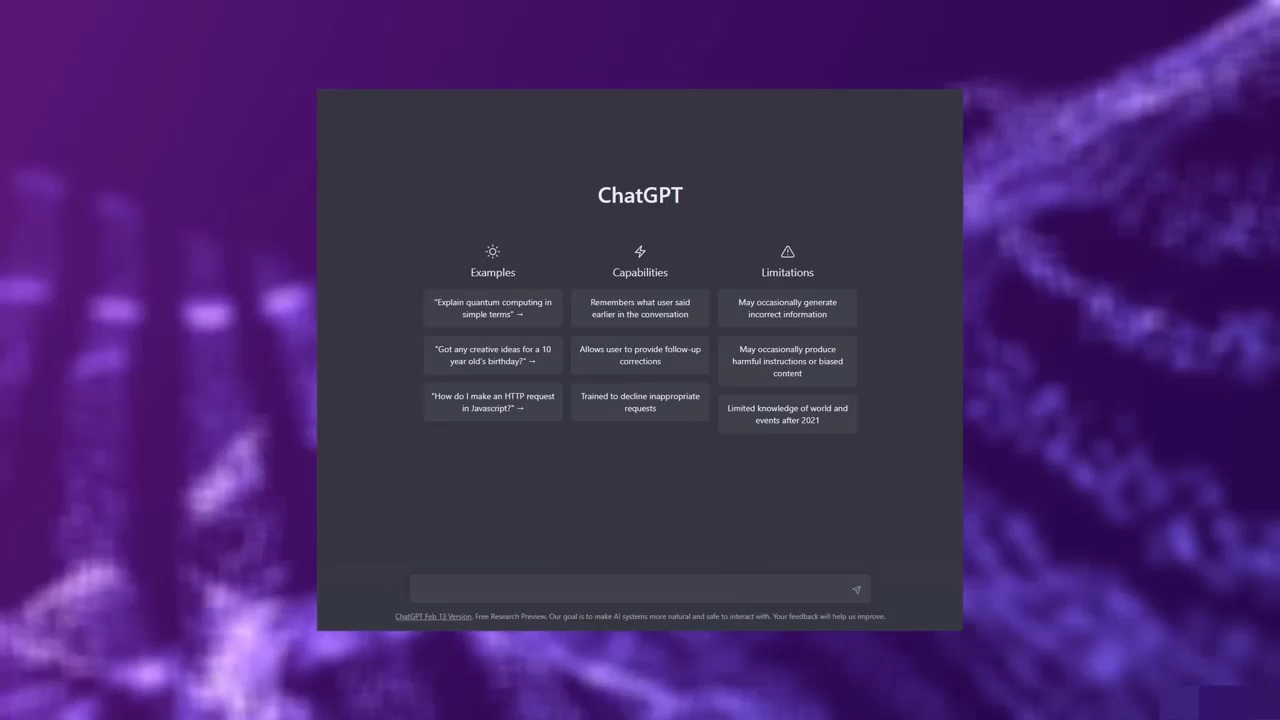 ChatGPT
Examples
"Explain quantum computing in
simple terms" →
"Got any creative ideas for a 10
year old's birthday?" →
"How do I make an HTTP request
in Javascript?" →
Capabilities
Remembers what user said
earlier in the conversation
Allows user to provide follow-up
corrections
Trained to decline inappropriate
requests
Limitations
May occasionally generate
incorrect information
May occasionally produce
harmful instructions or biased
content
Limited knowledge of world and
events after 2021
ChatGPT Feb 13 Version. Free Research Preview. Our goal is to make AI systems more natural and safe to interact with. Your feedback will help us improve.